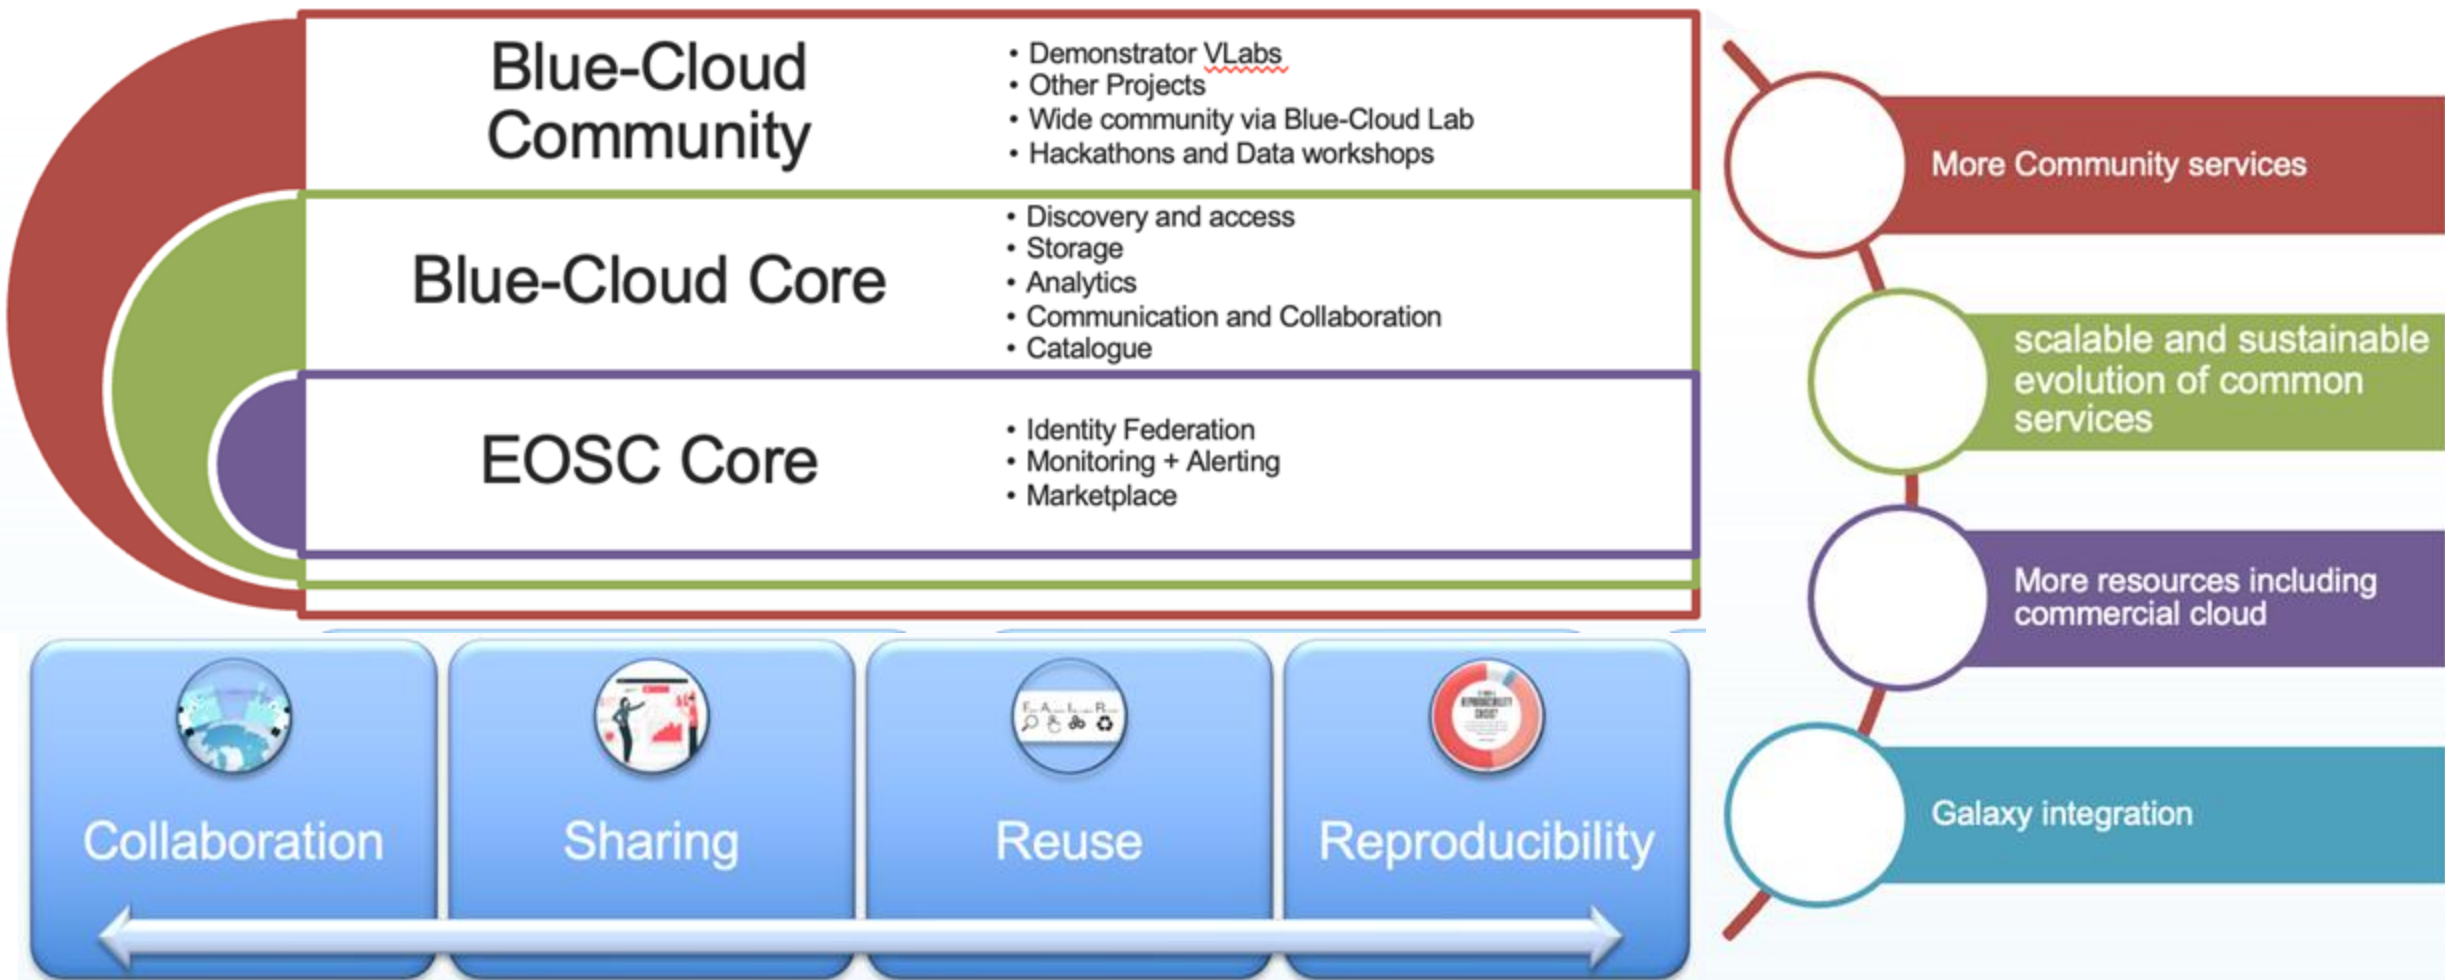 Blue-Cloud
Community
• Demonstrator VLabs
• Other Projects
• Wide community via Blue-Cloud Lab
• Hackathons and Data workshops
Blue-Cloud Core
• Discovery and access
• Storage
• Analytics
• Communication and Collaboration
• Catalogue
EOSC Core
• Identity Federation
• Monitoring + Alerting
• Marketplace
More Community services
scalable and sustainable
evolution of common
services
More resources including
commercial cloud
Galaxy integration
F A I R
REPRODUCIBILITY
CRISIS?
Collaboration
Sharing
Reuse
Reproducibility